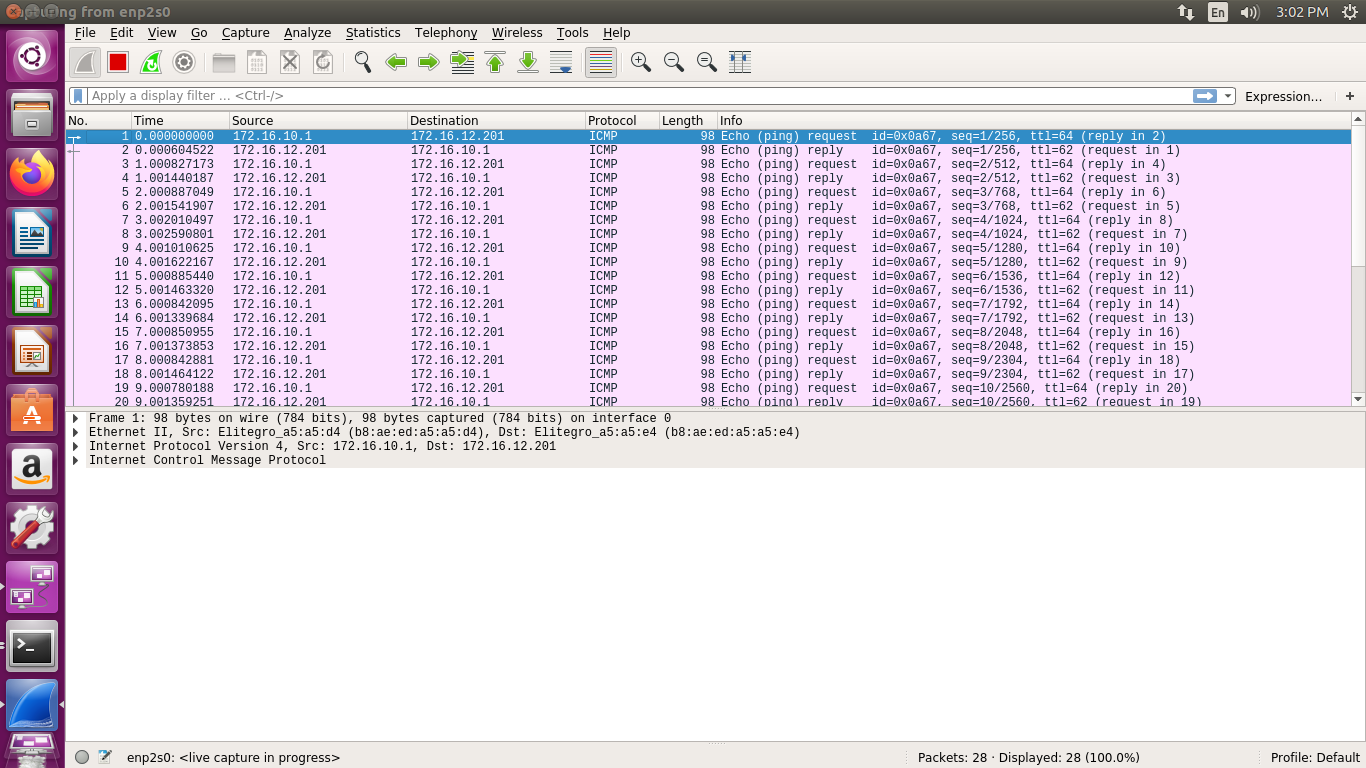 Capturing from enp2s0
En 3:02 PM
File Edit View Go Capture Analyze Statistics Telephony Wireless Tools Help
Apply a display filter ... <Ctrl-/> Expression... +
No. Time Source Destination Protocol Length Info
1 0.000000000 172.16.10.1 172.16.12.201 ICMP 98 Echo (ping) request id=0x0a67, seq=1/256, ttl=64 (reply in 2)
2 0.000604522 172.16.12.201 172.16.10.1 ICMP 98 Echo (ping) reply id=0x0a67, seq=1/256, ttl=62 (request in 1)
3 1.000827173 172.16.10.1 172.16.12.201 ICMP 98 Echo (ping) request id=0x0a67, seq=2/512, ttl=64 (reply in 4)
4 1.001440187 172.16.12.201 172.16.10.1 ICMP 98 Echo (ping) reply id=0x0a67, seq=2/512, ttl=62 (request in 3)
5 2.000887049 172.16.10.1 172.16.12.201 ICMP 98 Echo (ping) request id=0x0a67, seq=3/768, ttl=64 (reply in 6)
6 2.001541907 172.16.12.201 172.16.10.1 ICMP 98 Echo (ping) reply id=0x0a67, seq=3/768, ttl=62 (request in 5)
7 3.002010497 172.16.10.1 172.16.12.201 ICMP 98 Echo (ping) request id=0x0a67, seq=4/1024, ttl=64 (reply in 8)
8 3.002590801 172.16.12.201 172.16.10.1 ICMP 98 Echo (ping) reply id=0x0a67, seq=4/1024, ttl=62 (request in 7)
9 4.001010625 172.16.10.1 172.16.12.201 ICMP 98 Echo (ping) request id=0x0a67, seq=5/1280, ttl=64 (reply in 10)
10 4.001622167 172.16.12.201 172.16.10.1 ICMP 98 Echo (ping) reply id=0x0a67, seq=5/1280, ttl=62 (request in 9)
11 5.000885440 172.16.10.1 172.16.12.201 ICMP 98 Echo (ping) request id=0x0a67, seq=6/1536, ttl=64 (reply in 12)
12 5.001463320 172.16.12.201 172.16.10.1 ICMP 98 Echo (ping) reply id=0x0a67, seq=6/1536, ttl=62 (request in 11)
13 6.000842095 172.16.10.1 172.16.12.201 ICMP 98 Echo (ping) request id=0x0a67, seq=7/1792, ttl=64 (reply in 14)
14 6.001339684 172.16.12.201 172.16.10.1 ICMP 98 Echo (ping) reply id=0x0a67, seq=7/1792, ttl=62 (request in 13)
15 7.000850955 172.16.10.1 172.16.12.201 ICMP 98 Echo (ping) request id=0x0a67, seq=8/2048, ttl=64 (reply in 16)
16 7.001373853 172.16.12.201 172.16.10.1 ICMP 98 Echo (ping) reply id=0x0a67, seq=8/2048, ttl=62 (request in 15)
17 8.000842881 172.16.10.1 172.16.12.201 ICMP 98 Echo (ping) request id=0x0a67, seq=9/2304, ttl=64 (reply in 18)
18 8.001464122 172.16.12.201 172.16.10.1 ICMP 98 Echo (ping) reply id=0x0a67, seq=9/2304, ttl=62 (request in 17)
19 9.000780188 172.16.10.1 172.16.12.201 ICMP 98 Echo (ping) request id=0x0a67, seq=10/2560, ttl=64 (reply in 20)
20 9.001359251 172.16.12.201 172.16.10.1 ICMP 98 Echo (ping) reply id=0x0a67, seq=10/2560, ttl=62 (request in 19)
Frame 1: 98 bytes on wire (784 bits), 98 bytes captured (784 bits) on interface 0
Ethernet II, Src: Elitegro_a5:a5:d4 (b8:ae:ed:a5:a5:d4), Dst: Elitegro_a5:a5:e4 (b8:ae:ed:a5:a5:e4)
Internet Protocol Version 4, Src: 172.16.10.1, Dst: 172.16.12.201
Internet Control Message Protocol
enp2s0: <live capture in progress> Packets: 28 · Displayed: 28 (100.0%) Profile: Default